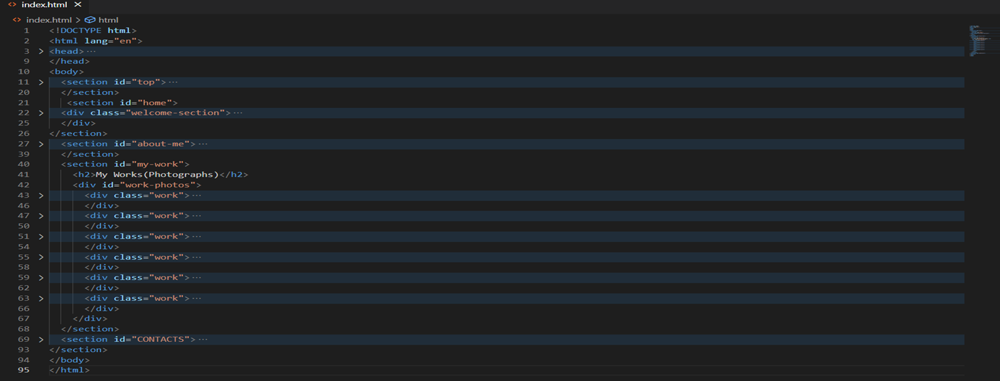 index.html ✕
index.html > html
1 <!DOCTYPE html>
2 <html lang="en">
3 > <head>···
9 </head>
10 <body>
11 > <section id="top">···
20 </section>
21 <section id="home">
22 > <div class="welcome-section">···
25 </div>
26 </section>
27 > <section id="about-me">···
39 </section>
40 <section id="my-work">
41 <h2>My Works(Photographs)</h2>
42 <div id="work-photos">
43 > <div class="work">···
46 </div>
47 > <div class="work">···
50 </div>
51 > <div class="work">···
54 </div>
55 > <div class="work">···
58 </div>
59 > <div class="work">···
62 </div>
63 > <div class="work">···
66 </div>
67 </div>
68 </section>
69 > <section id="CONTACTS">···
93 </section>
94 </body>
95 </html>